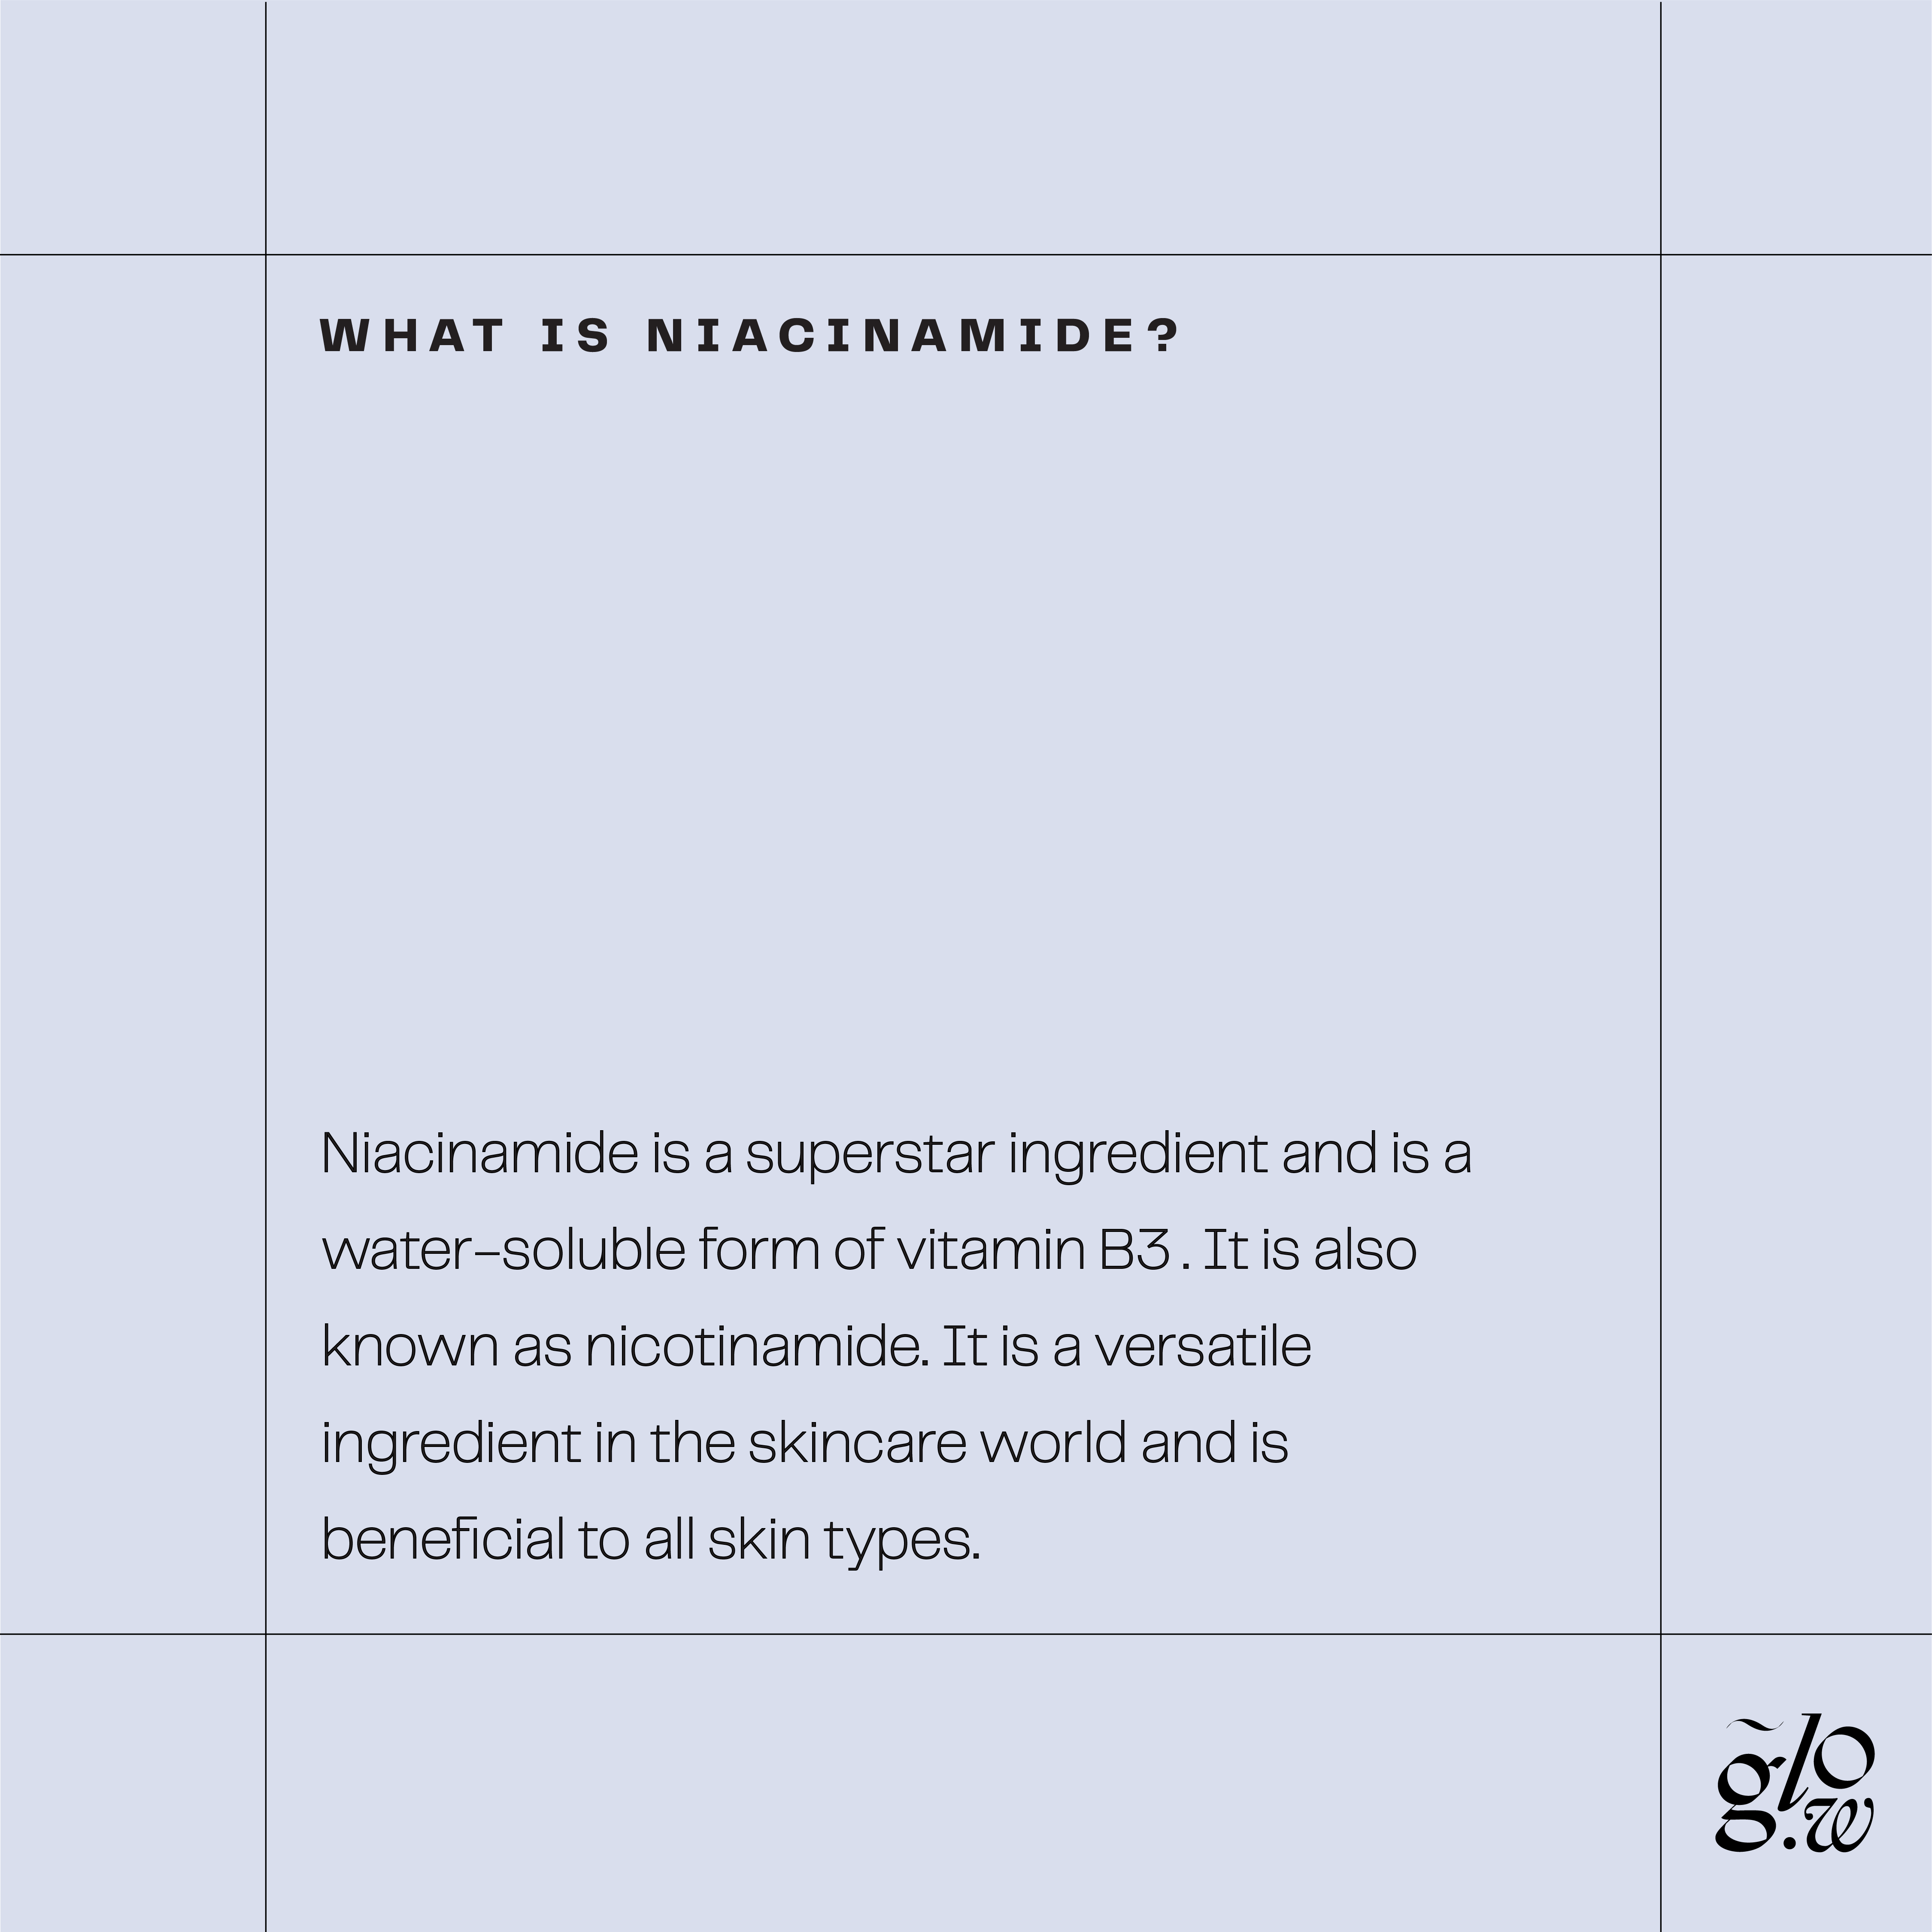 WHAT IS NIACINAMIDE?
Niacinamide is a superstar ingredient and is a
water-soluble form of vitamin B3 . It is also
known as nicotinamide. It is a versatile
ingredient in the skincare world and is
beneficial to all skin types.
g̃lo.w